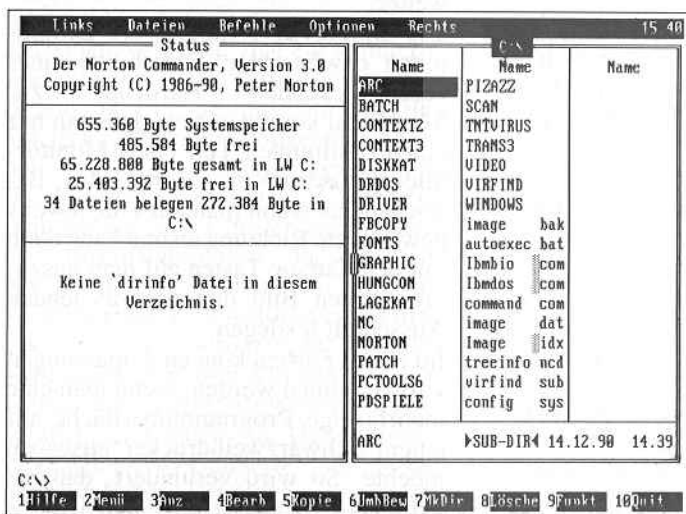 Links Dateien Befehle Optionen Rechts 15 40
Status
Der Norton Commander, Version 3.0
Copyright (C) 1986-90, Peter Norton
655.360 Byte Systemspeicher
485.584 Byte frei
65.228.800 Byte gesamt in LW C:
25.403.392 Byte frei in LW C:
34 Dateien belegen 272.384 Byte in
C:\
Keine 'dirinfo' Datei in diesem
Verzeichnis.
C:\
Name Name Name
ARC PIZAZZ
BATCH SCAN
CONTEXT2 TNTVIRUS
CONTEXT3 TRANS3
DISKKAT VIDEO
DRDOS VIRFIND
DRIVER WINDOWS
FBCOPY image bak
FONTS autoexec bat
GRAPHIC Ibmbio com
HUNGCON Ibmdos com
LAGEKAT command com
NC image dat
NORTON Image idx
PATCH treeinfo ncd
PCTOOLS6 virfind sub
PDSPIELE config sys
ARC ►SUB-DIR◄ 14.12.90 14.39
C:\>
1Hilfe 2Menü 3Anz 4Bearb 5Kopie 6UmbBew 7MkDir 8Lösche 9Funkt 10Quit